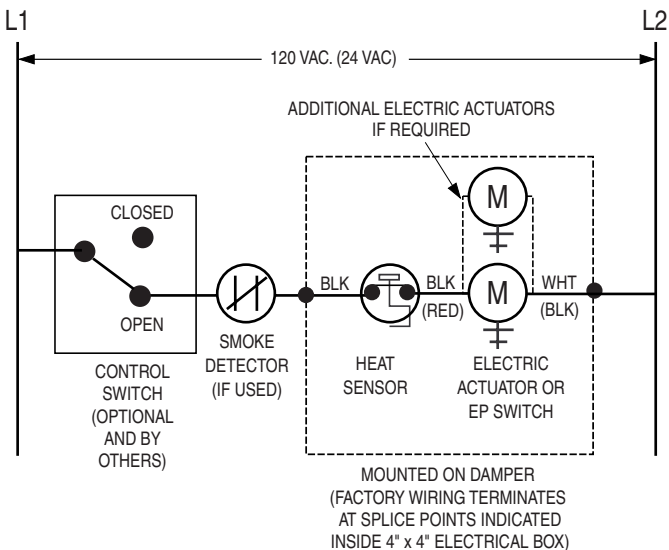 L1
L2
120 VAC. (24 VAC)
ADDITIONAL ELECTRIC ACTUATORS
IF REQUIRED
CLOSED
OPEN
M
BLK
BLK
(RED)
M
WHT
(BLK)
CONTROL
SWITCH
(OPTIONAL
AND BY
OTHERS)
SMOKE
DETECTOR
(IF USED)
HEAT
SENSOR
ELECTRIC
ACTUATOR OR
EP SWITCH
MOUNTED ON DAMPER
(FACTORY WIRING TERMINATES
AT SPLICE POINTS INDICATED
INSIDE 4" x 4" ELECTRICAL BOX)